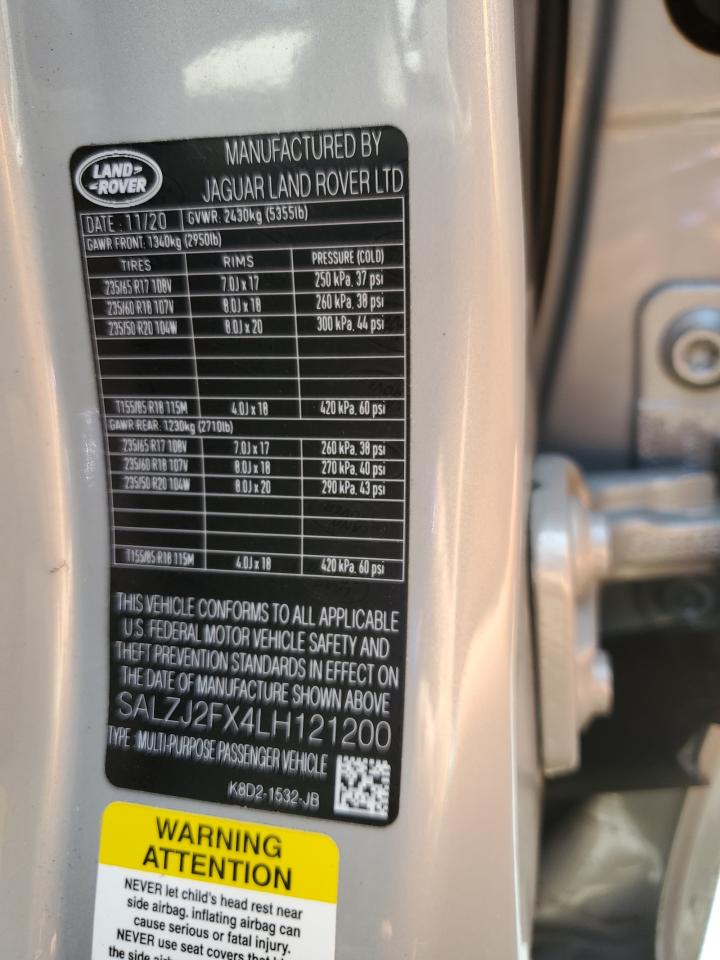 LAND-
-ROVER
MANUFACTURED BY
JAGUAR LAND ROVER LTD
DATE : 11/20 GVWR: 2430kg (5355lb)
GAWR FRONT: 1340kg (2950lb)
TIRES RIMS PRESSURE (COLD)
235/65 R17 108V 7.0J x 17 250 kPa, 37 psi
235/60 R18 107V 8.0J x 18 260 kPa, 38 psi
235/50 R20 104W 8.0J x 20 300 kPa, 44 psi
T155/85 R18 115M 4.0J x 18 420 kPa, 60 psi
GAWR REAR: 1230kg (2710lb)
235/65 R17 108V 7.0J x 17 260 kPa, 38 psi
235/60 R18 107V 8.0J x 18 270 kPa, 40 psi
235/50 R20 104W 8.0J x 20 290 kPa, 43 psi
T155/85 R18 115M 4.0J x 18 420 kPa, 60 psi
THIS VEHICLE CONFORMS TO ALL APPLICABLE
U.S. FEDERAL MOTOR VEHICLE SAFETY AND
THEFT PREVENTION STANDARDS IN EFFECT ON
THE DATE OF MANUFACTURE SHOWN ABOVE
SALZJ2FX4LH121200
TYPE : MULTI-PURPOSE PASSENGER VEHICLE
K8D2-1532-JB
WARNING
ATTENTION
NEVER let child's head rest near
side airbag. inflating airbag can
cause serious or fatal injury.
NEVER use seat covers that
the side